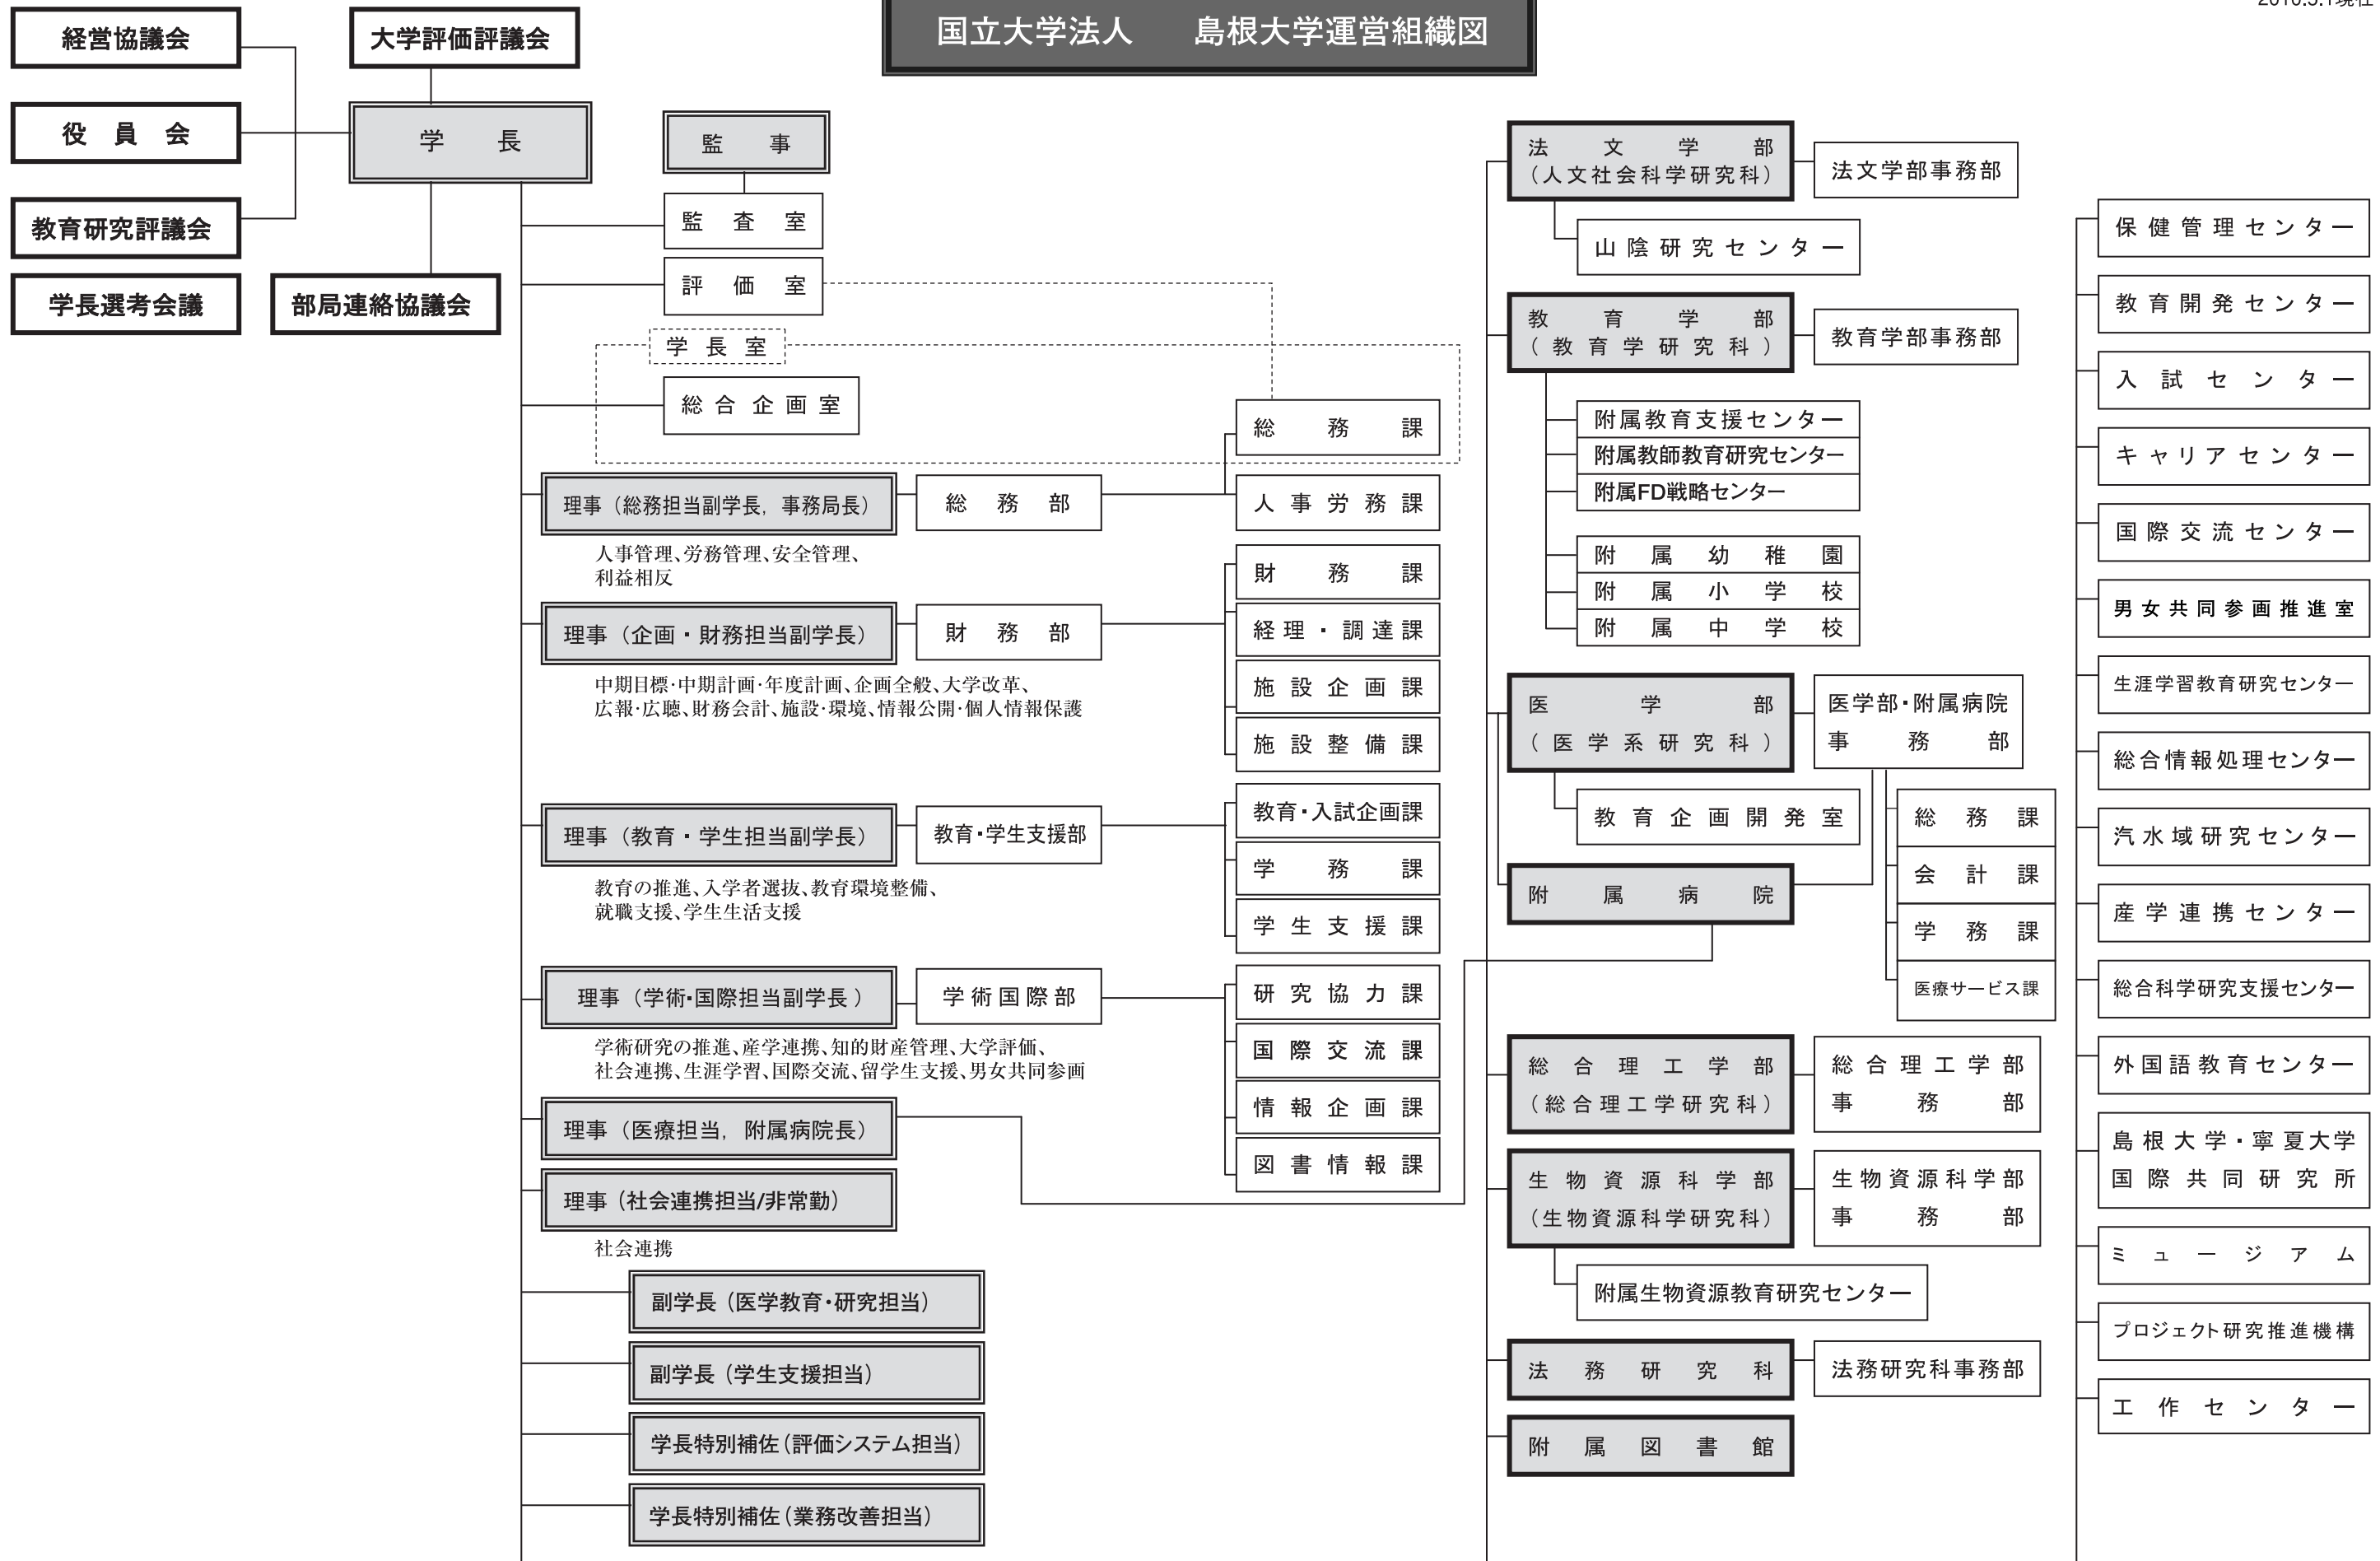 国立大学法人　島根大学運営組織図
経営協議会
大学評価評議会
役員会
学長
監事
教育研究評議会
学長選考会議
部局連絡協議会
監査室
評価室
学長室
総合企画室
総務課
理事（総務担当副学長，事務局長）
総務部
人事労務課
人事管理、労務管理、安全管理、
利益相反
理事（企画・財務担当副学長）
財務部
財務課
経理・調達課
施設企画課
施設整備課
中期目標・中期計画・年度計画、企画全般、大学改革、
広報・広聴、財務会計、施設・環境、情報公開・個人情報保護
理事（教育・学生担当副学長）
教育・学生支援部
教育・入試企画課
学務課
学生支援課
教育の推進、入学者選抜、教育環境整備、
就職支援、学生生活支援
理事（学術・国際担当副学長）
学術国際部
研究協力課
国際交流課
情報企画課
図書情報課
学術研究の推進、産学連携、知的財産管理、大学評価、
社会連携、生涯学習、国際交流、留学生支援、男女共同参画
理事（医療担当，附属病院長）
理事（社会連携担当/非常勤）
社会連携
副学長（医学教育・研究担当）
副学長（学生支援担当）
学長特別補佐（評価システム担当）
学長特別補佐（業務改善担当）
法文学部
（人文社会科学研究科）
法文学部事務部
山陰研究センター
教育学部
（教育学研究科）
教育学部事務部
附属教育支援センター
附属教師教育研究センター
附属FD戦略センター
附属幼稚園
附属小学校
附属中学校
医学部
（医学系研究科）
医学部・附属病院
事務部
教育企画開発室
附属病院
総務課
会計課
学務課
医療サービス課
総合理工学部
（総合理工学研究科）
総合理工学部
事務部
生物資源科学部
（生物資源科学研究科）
生物資源科学部
事務部
附属生物資源教育研究センター
法務研究科
法務研究科事務部
附属図書館
保健管理センター
教育開発センター
入試センター
キャリアセンター
国際交流センター
男女共同参画推進室
生涯学習教育研究センター
総合情報処理センター
汽水域研究センター
産学連携センター
総合科学研究支援センター
外国語教育センター
島根大学・寧夏大学
国際共同研究所
ミュージアム
プロジェクト研究推進機構
工作センター